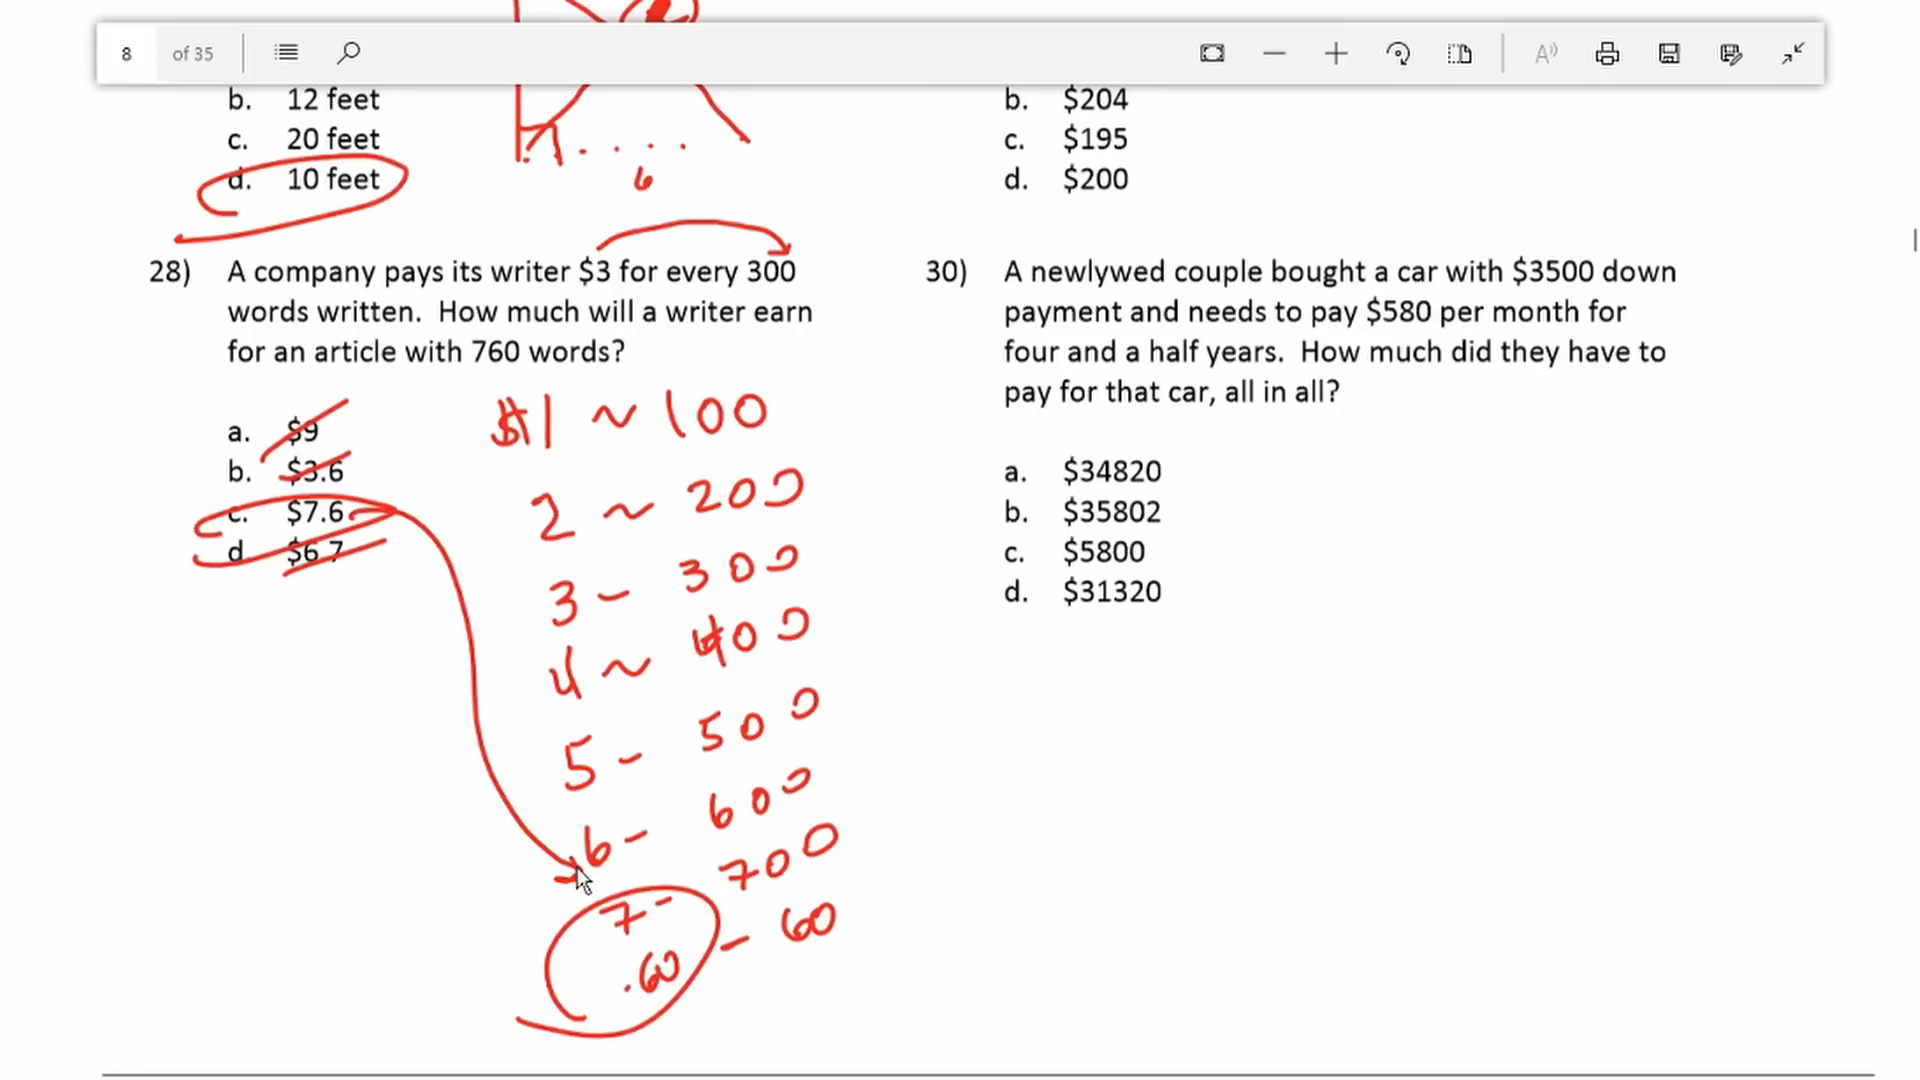 8 of 35
b. 12 feet
c. 20 feet
d. 10 feet
6
28) A company pays its writer $3 for every 300
words written. How much will a writer earn
for an article with 760 words?
a. $9
b. $3.6
c. $7.6
d. $6.7
$1 ~ 100
2 ~ 200
3 - 300
4 ~ 400
5 - 500
6 - 600
7 - 700
.60 - 60
b. $204
c. $195
d. $200
30) A newlywed couple bought a car with $3500 down
payment and needs to pay $580 per month for
four and a half years. How much did they have to
pay for that car, all in all?
a. $34820
b. $35802
c. $5800
d. $31320